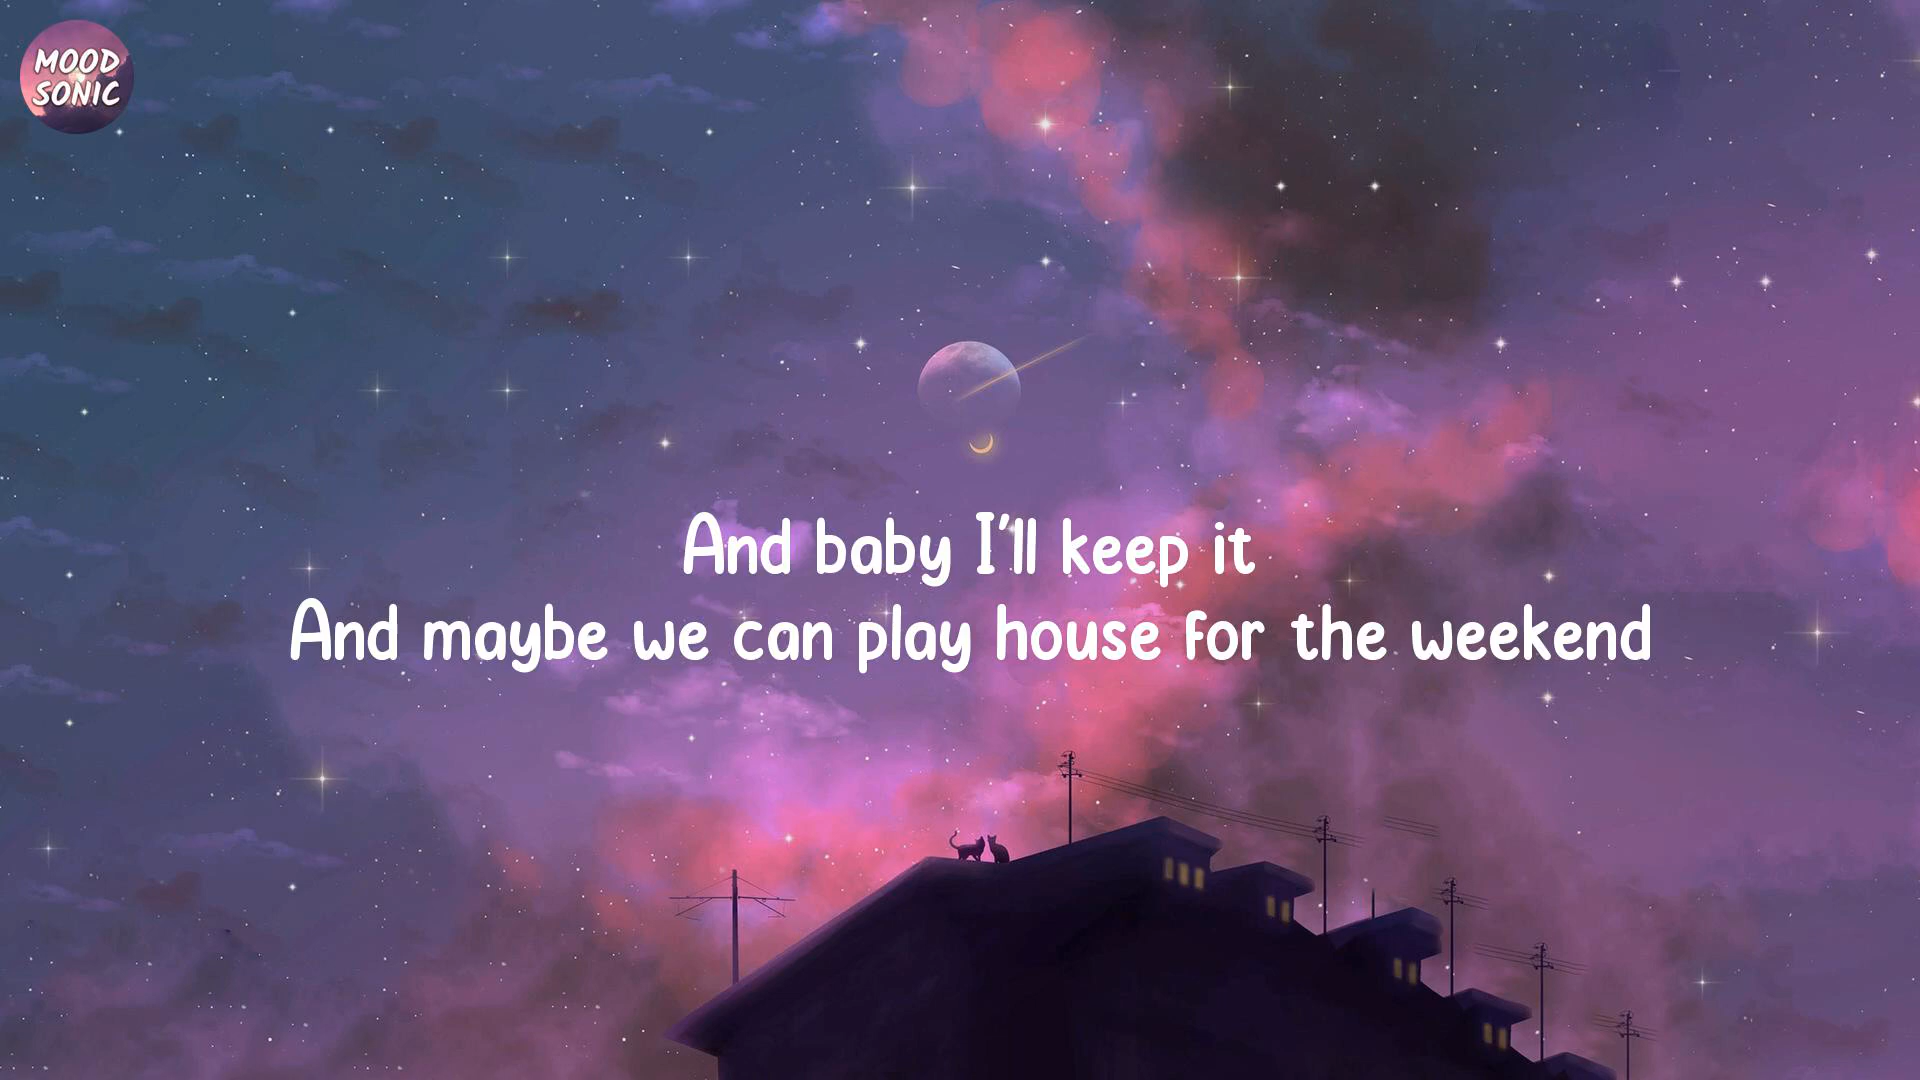 MOOD
SONIC
And baby I'll keep it
And maybe we can play house for the weekend